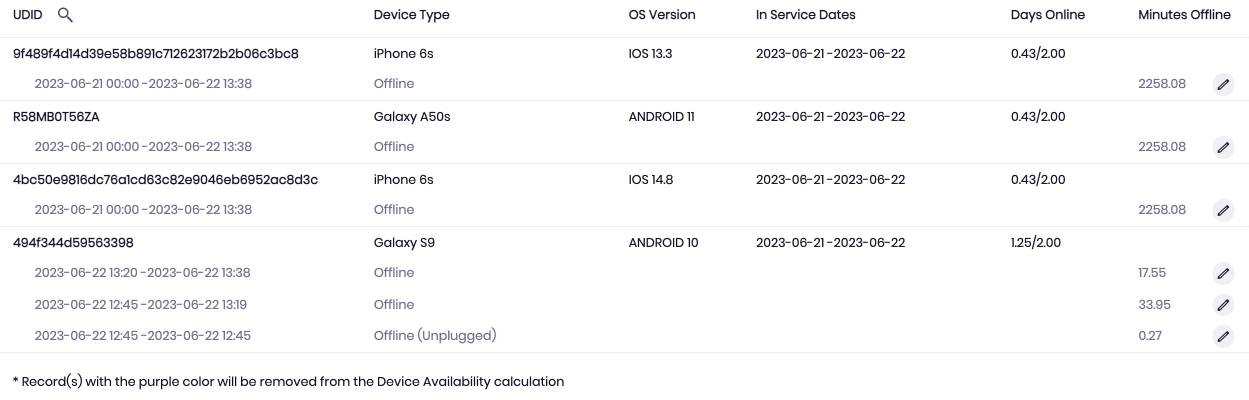 UDID Device Type OS Version In Service Dates Days Online Minutes Offline
9f489f4d14d39e58b891c712623172b2b06c3bc8 iPhone 6s IOS 13.3 2023-06-21 -2023-06-22 0.43/2.00
2023-06-21 00:00 -2023-06-22 13:38 Offline 2258.08
R58MB0T56ZA Galaxy A50s ANDROID 11 2023-06-21 -2023-06-22 0.43/2.00
2023-06-21 00:00 -2023-06-22 13:38 Offline 2258.08
4bc50e9816dc76a1cd63c82e9046eb6952ac8d3c iPhone 6s IOS 14.8 2023-06-21 -2023-06-22 0.43/2.00
2023-06-21 00:00 -2023-06-22 13:38 Offline 2258.08
494f344d59563398 Galaxy S9 ANDROID 10 2023-06-21 -2023-06-22 1.25/2.00
2023-06-22 13:20 -2023-06-22 13:38 Offline 17.55
2023-06-22 12:45 -2023-06-22 13:19 Offline 33.95
2023-06-22 12:45 -2023-06-22 12:45 Offline (Unplugged) 0.27
* Record(s) with the purple color will be removed from the Device Availability calculation